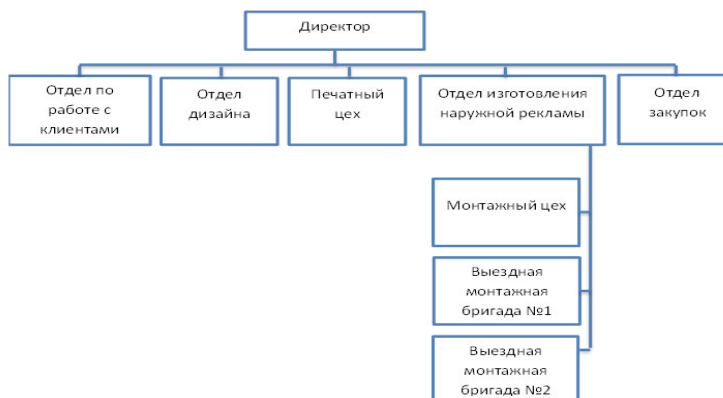 Директор
Отдел по
работе с
клиентами
Отдел
дизайна
Печатный
цех
Отдел изготовления
наружной рекламы
Отдел
закупок
Монтажный цех
Выездная
монтажная
бригада №1
Выездная
монтажная
бригада №2